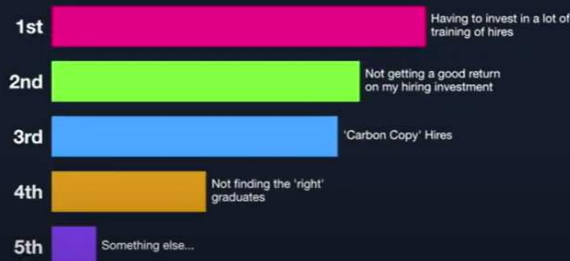 1st
Having to invest in a lot of
training of hires
2nd
Not getting a good return
on my hiring investment
3rd
'Carbon Copy' Hires
4th
Not finding the 'right'
graduates
5th
Something else...